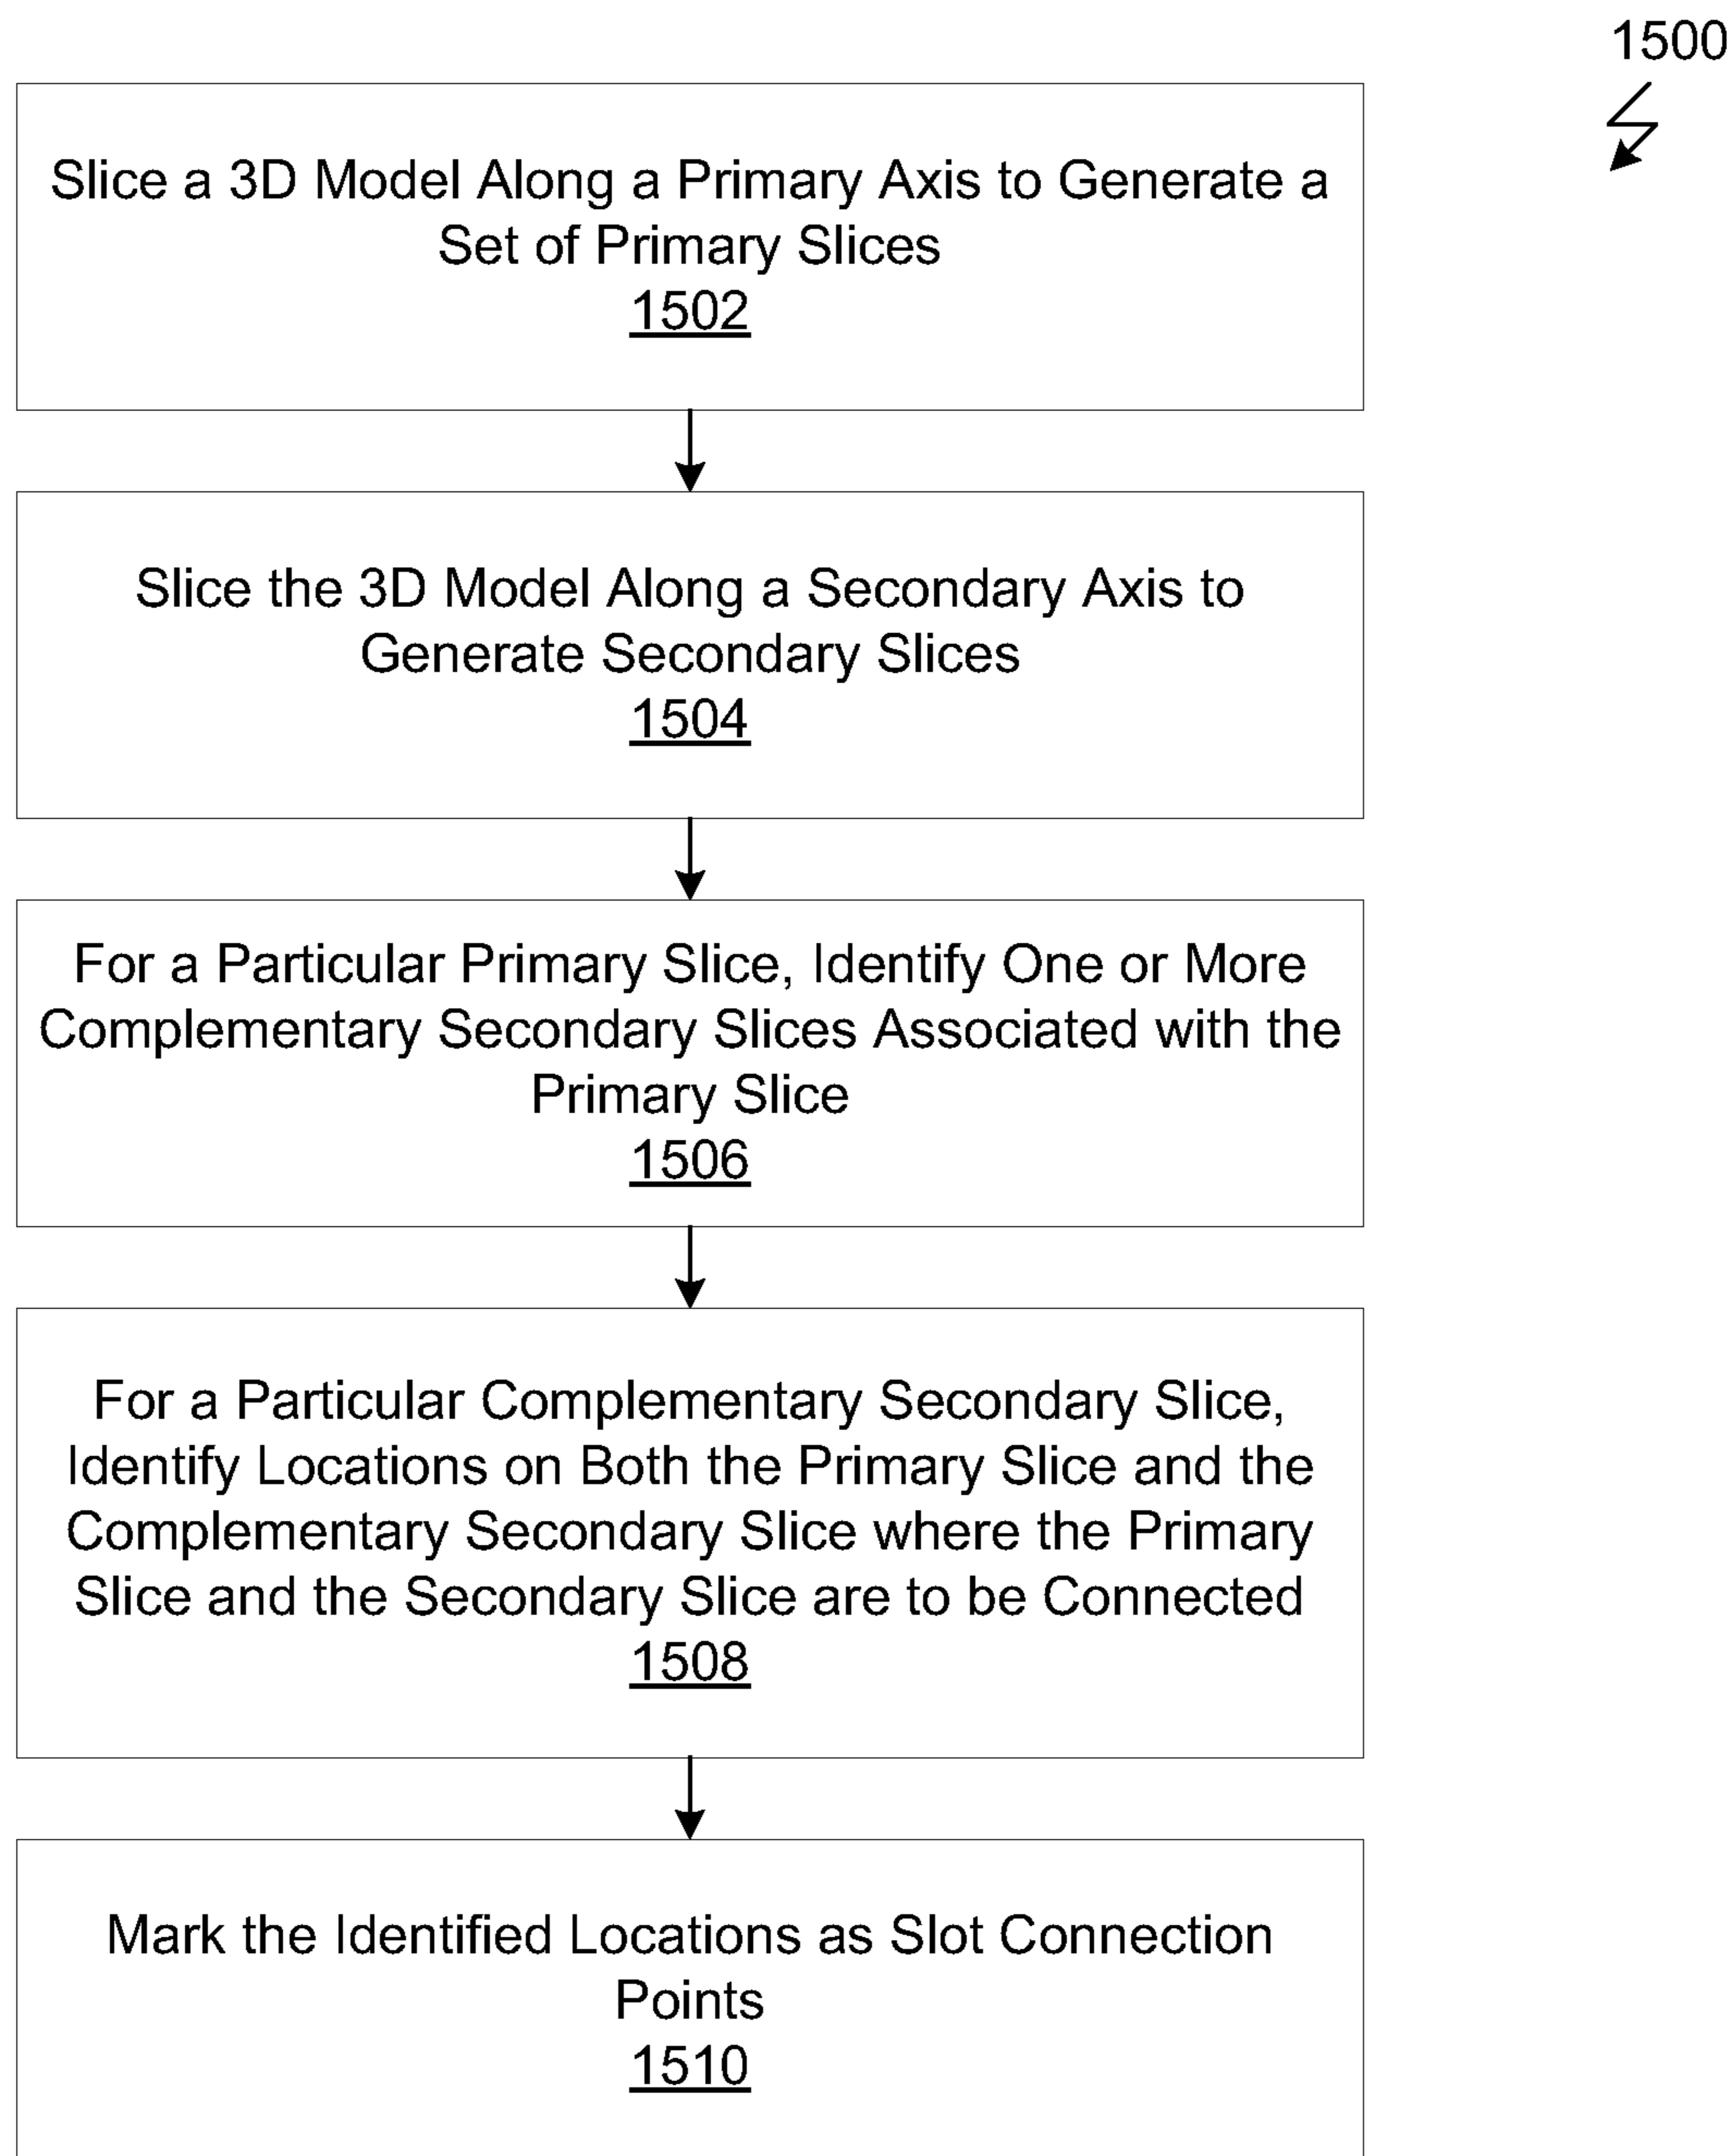 1500
Slice a 3D Model Along a Primary Axis to Generate a
Set of Primary Slices
1502
Slice the 3D Model Along a Secondary Axis to
Generate Secondary Slices
1504
For a Particular Primary Slice, Identify One or More
Complementary Secondary Slices Associated with the
Primary Slice
1506
For a Particular Complementary Secondary Slice,
Identify Locations on Both the Primary Slice and the
Complementary Secondary Slice where the Primary
Slice and the Secondary Slice are to be Connected
1508
Mark the Identified Locations as Slot Connection
Points
1510